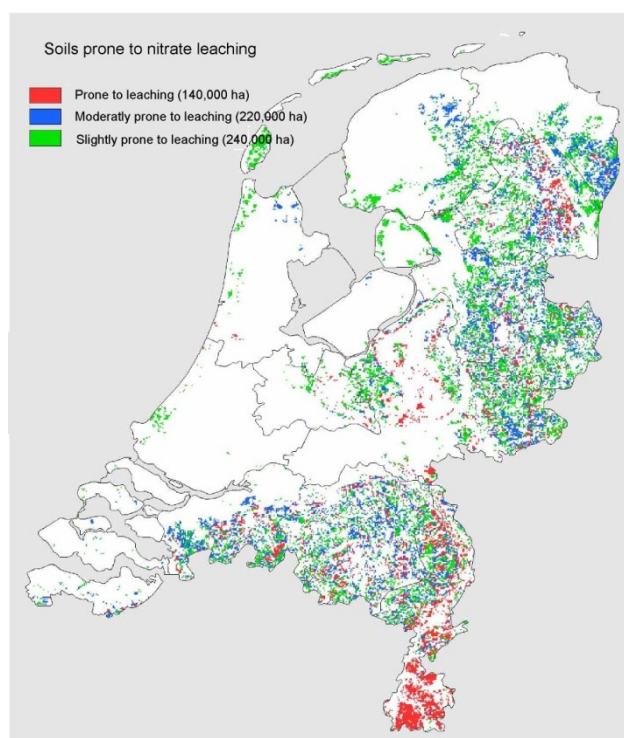 Soils prone to nitrate leaching
Prone to leaching (140,000 ha)
Moderatly prone to leaching (220,000 ha)
Slightly prone to leaching (240,000 ha)